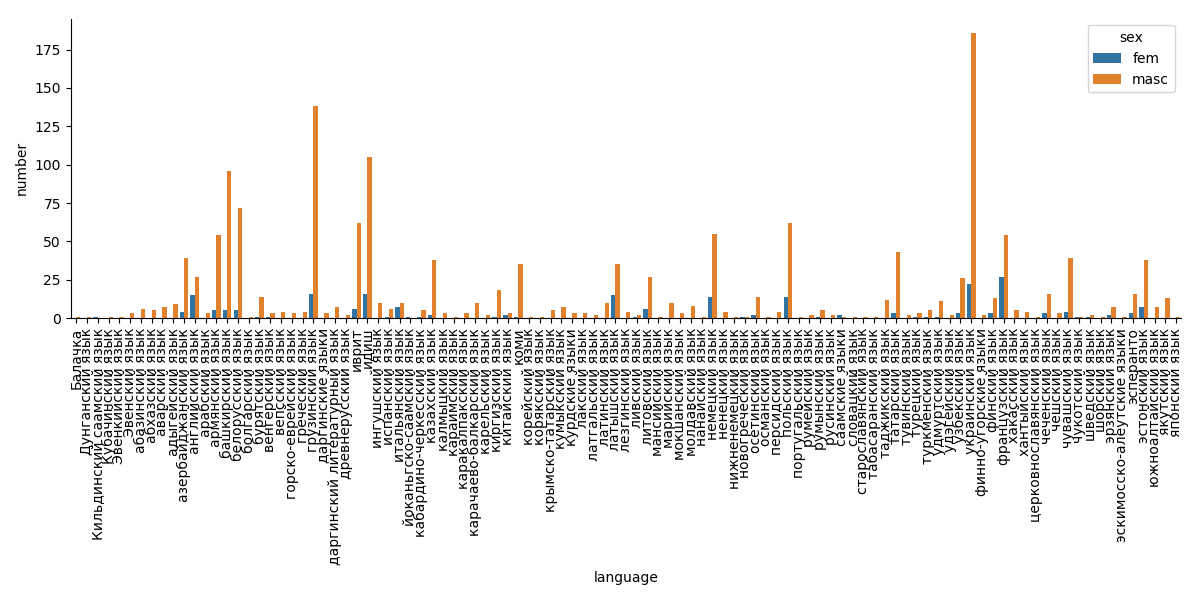 175
150
125
100
75
50
25
0
number
sex
fem
masc
Балачка
Дунганский язык
Кильдинский саамский язык
Кубачинский язык
Эвенкийский язык
Эвенский язык
абазинский язык
абхазский язык
аварский язык
адыгейский язык
азербайджанский язык
английский язык
арабский язык
армянский язык
башкирский язык
белорусский язык
болгарский язык
бурятский язык
венгерский язык
вепсский язык
горско-еврейский язык
греческий язык
грузинский язык
даргинские языки
даргинский литературный язык
древнерусский язык
иврит
идиш
ингушский язык
испанский язык
итальянский язык
йоканьгско-саамский язык
кабардино-черкесский язык
казахский язык
калмыцкий язык
караимский язык
каракалпакский язык
карачаево-балкарский язык
карельский язык
киргизский язык
китайский язык
коми
корейский язык
корякский язык
крымско-татарский язык
кумыкский язык
курдские языки
лакский язык
латгальский язык
латинский язык
латышский язык
лезгинский язык
ливский язык
литовский язык
мансийский язык
марийский язык
мокшанский язык
молдавский язык
нанайский язык
немецкий язык
ненецкий язык
нижненемецкий язык
новогреческий язык
осетинский язык
османский язык
персидский язык
польский язык
португальский язык
румейский язык
румынский язык
русинский язык
саамские языки
словацкий язык
старославянский язык
табасаранский язык
таджикский язык
татарский язык
тувинский язык
турецкий язык
туркменский язык
удмуртский язык
удэгейский язык
узбекский язык
украинский язык
финно-угорские языки
финский язык
французский язык
хакасский язык
хантыйский язык
церковнославянский язык
чеченский язык
чешский язык
чувашский язык
чукотский язык
шведский язык
шорский язык
эрзянский язык
эскимосско-алеутские языки
эсперанто
эстонский язык
южноалтайский язык
якутский язык
японский язык
language